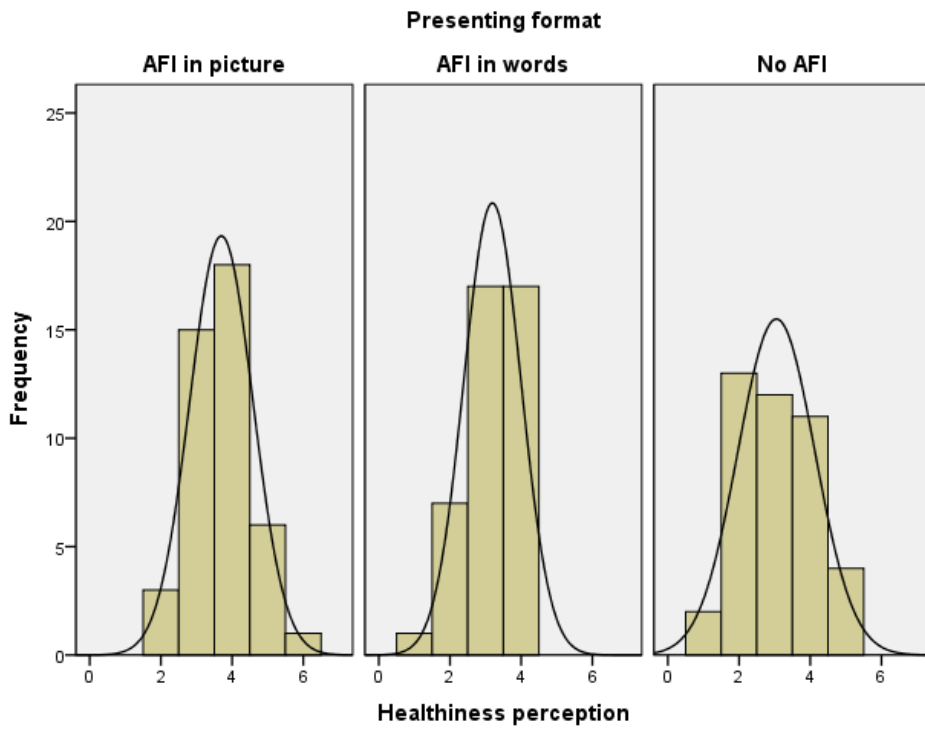 Presenting format
AFI in picture AFI in words No AFI
25
20
15
10
5
0
Frequency
0 2 4 6 0 2 4 6 0 2 4 6
Healthiness perception